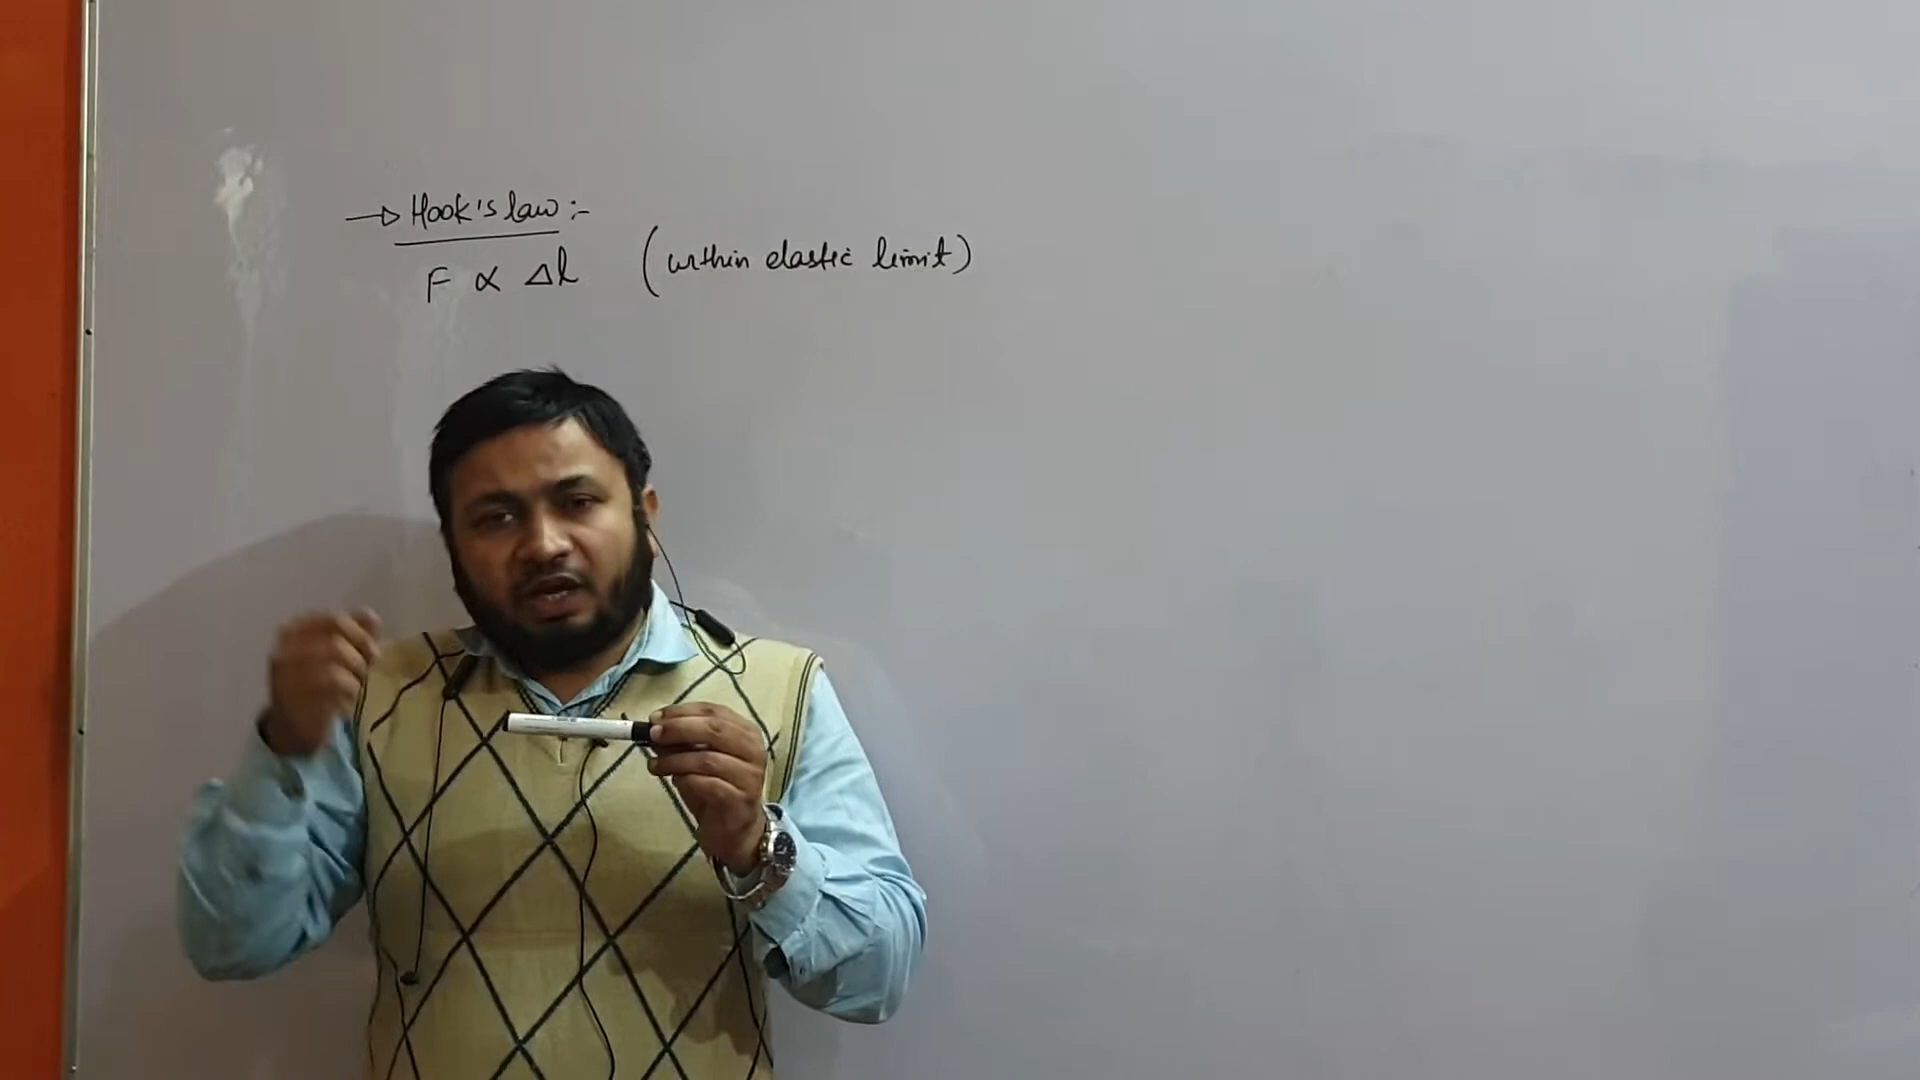 → Hook's law :-
F ∝ Δl (within elastic limit)